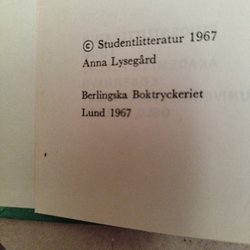 © Studentlitteratur 1967
Anna Lysegård
Berlingska Boktryckeriet
Lund 1967